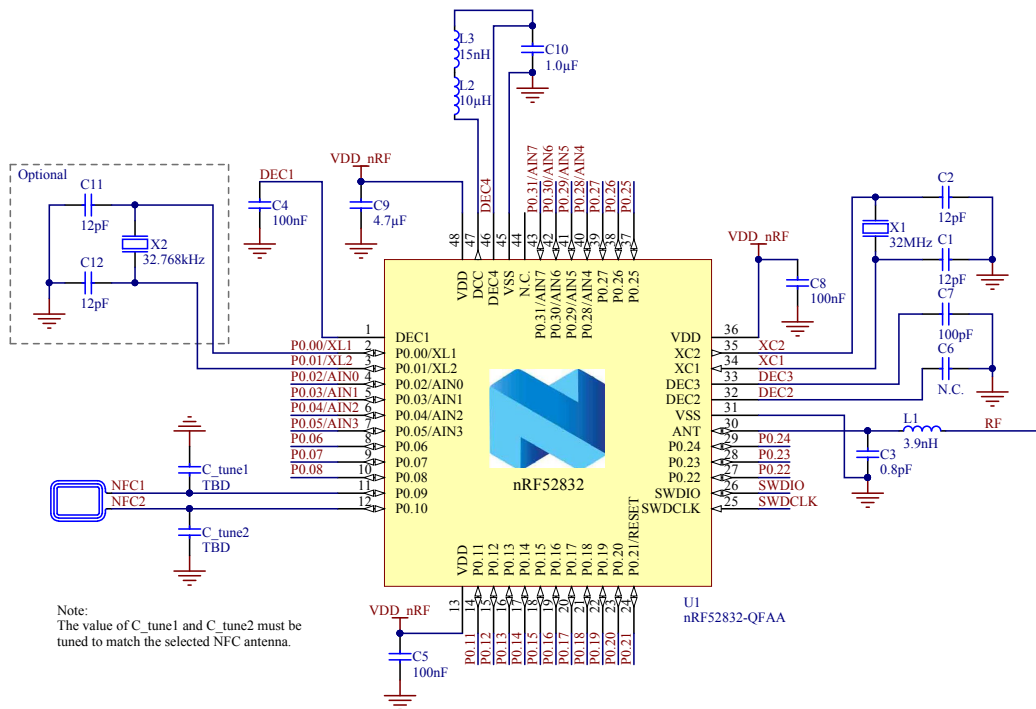 L3
15nH
C10
1.0µF
L2
10µH
VDD_nRF
DEC1
C4
100nF
C9
4.7µF
DEC4
P0.31/AIN7
P0.30/AIN6
P0.29/AIN5
P0.28/AIN4
P0.27
P0.26
P0.25
Optional
C11
12pF
X2
32.768kHz
C12
12pF
C2
12pF
X1
32MHz
C1
12pF
VDD_nRF
C8
100nF
C7
100pF
C6
N.C.
48
47
46
45
44
43
42
41
40
39
38
37
VDD
DCC
DEC4
VSS
N.C.
P0.31/AIN7
P0.30/AIN6
P0.29/AIN5
P0.28/AIN4
P0.27
P0.26
P0.25
1
DEC1
P0.00/XL1
2
P0.00/XL1
P0.01/XL2
3
P0.01/XL2
P0.02/AIN0
4
P0.02/AIN0
P0.03/AIN1
5
P0.03/AIN1
P0.04/AIN2
6
P0.04/AIN2
P0.05/AIN3
7
P0.05/AIN3
P0.06
8
P0.06
P0.07
9
P0.07
P0.08
10
P0.08
NFC1
11
P0.09
NFC2
12
P0.10
C_tune1
TBD
C_tune2
TBD
VDD
36
XC2
35
XC2
XC1
34
XC1
DEC3
33
DEC3
DEC2
32
DEC2
VSS
31
ANT
30
P0.24
29
P0.24
P0.23
28
P0.23
P0.22
27
P0.22
SWDIO
26
SWDIO
SWDCLK
25
SWDCLK
L1
3.9nH
RF
C3
0.8pF
nRF52832
VDD
P0.11
P0.12
P0.13
P0.14
P0.15
P0.16
P0.17
P0.18
P0.19
P0.20
P0.21/RESET
13
14
15
16
17
18
19
20
21
22
23
24
P0.11
P0.12
P0.13
P0.14
P0.15
P0.16
P0.17
P0.18
P0.19
P0.20
P0.21
U1
nRF52832-QFAA
VDD_nRF
C5
100nF
Note:
The value of C_tune1 and C_tune2 must be
tuned to match the selected NFC antenna.